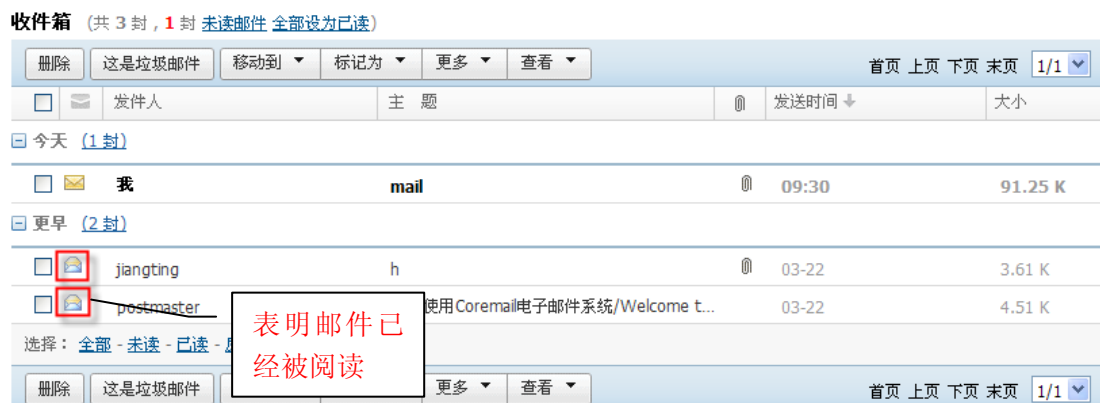 收件箱 (共 3 封，1 封 未读邮件 全部设为已读)
删除 这是垃圾邮件 移动到 标记为 更多 查看 首页 上页 下页 末页 1/1
发件人 主 题 发送时间 大小
今天 (1 封)
我 mail 09:30 91.25 K
更早 (2 封)
jiangting h 03-22 3.61 K
postmaster 使用Coremail电子邮件系统/Welcome t... 03-22 4.51 K
选择： 全部 - 未读 - 已读 -
表明邮件已
经被阅读
删除 这是垃圾邮件 更多 查看 首页 上页 下页 末页 1/1